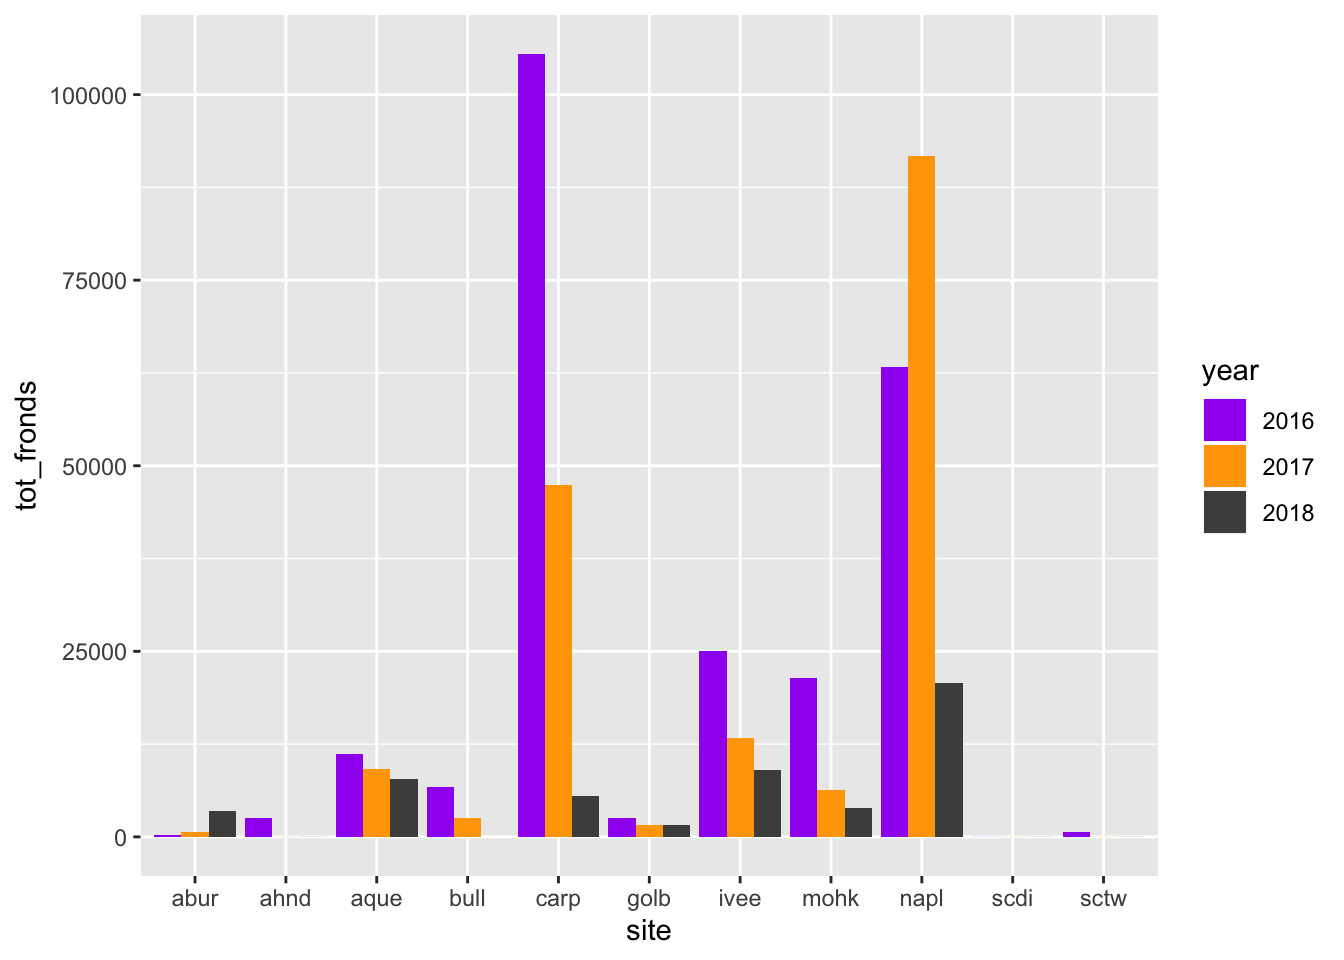 100000
75000
50000
25000
0
tot_fronds
abur ahnd aque bull carp golb ivee mohk napl scdi sctw
site
year
2016
2017
2018